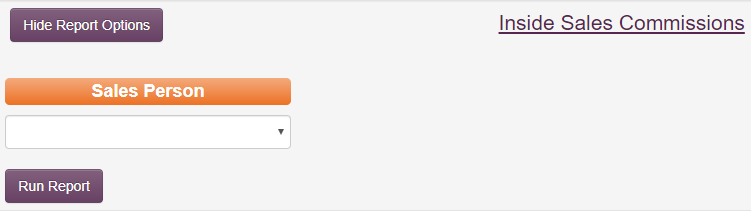 Hide Report Options
Inside Sales Commissions
Sales Person
Run Report